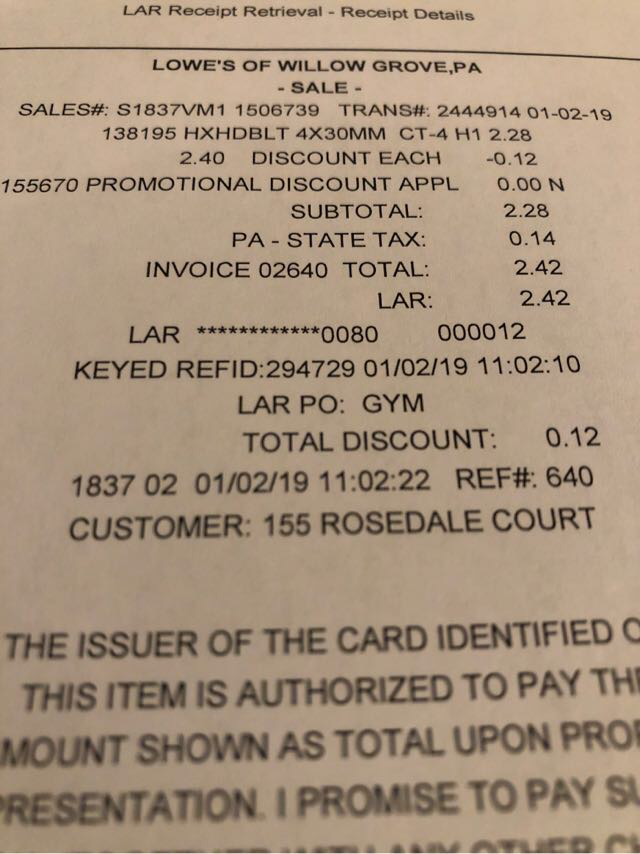 LAR Receipt Retrieval - Receipt Details
LOWE'S OF WILLOW GROVE,PA
- SALE -
SALES#: S1837VM1 1506739 TRANS#: 2444914 01-02-19
138195 HXHDBLT 4X30MM CT-4 H1 2.28
2.40 DISCOUNT EACH -0.12
155670 PROMOTIONAL DISCOUNT APPL 0.00 N
SUBTOTAL: 2.28
PA - STATE TAX: 0.14
INVOICE 02640 TOTAL: 2.42
LAR: 2.42
LAR ************0080 000012
KEYED REFID:294729 01/02/19 11:02:10
LAR PO: GYM
TOTAL DISCOUNT: 0.12
1837 02 01/02/19 11:02:22 REF#: 640
CUSTOMER: 155 ROSEDALE COURT
THE ISSUER OF THE CARD IDENTIFIED O
THIS ITEM IS AUTHORIZED TO PAY THE
MOUNT SHOWN AS TOTAL UPON PROP
PRESENTATION. I PROMISE TO PAY SU